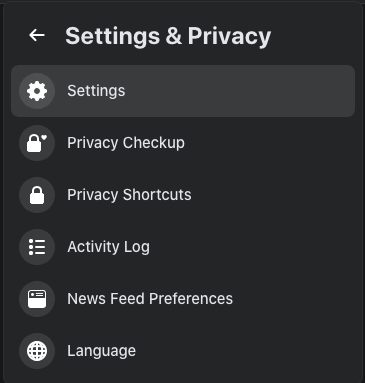 Settings & Privacy
Settings
Privacy Checkup
Privacy Shortcuts
Activity Log
News Feed Preferences
Language